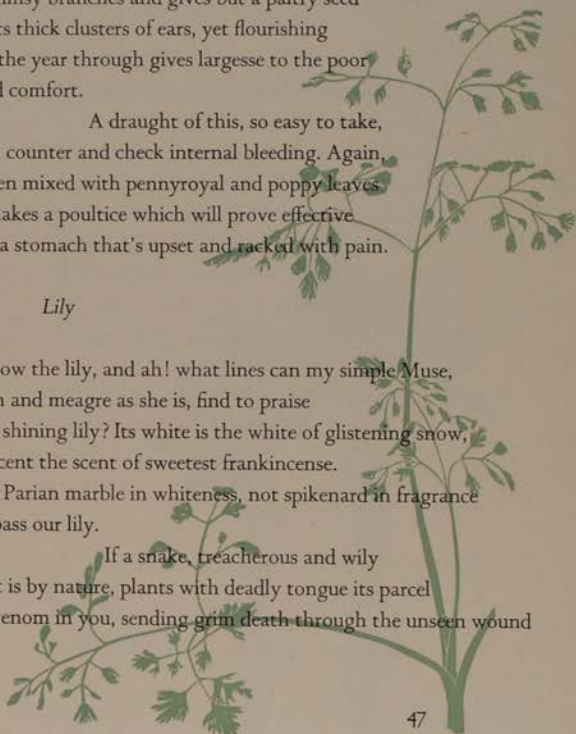 branches and gives but a paltry seed
thick clusters of ears, yet flourishing
the year through gives largesse to the poor
comfort.
A draught of this, so easy to take,
counter and check internal bleeding. Again,
mixed with pennyroyal and poppy leaves
a poultice which will prove effective
a stomach that's upset and racked with pain.
Lily
the lily, and ah! what lines can my simple Muse,
and meagre as she is, find to praise
shining lily? Its white is the white of glistening snow,
the scent of sweetest frankincense.
Parian marble in whiteness, not spikenard in fragrance
our lily.
If a snake, treacherous and wily
is by nature, plants with deadly tongue its parcel
in you, sending grim death through the unseen wound
47